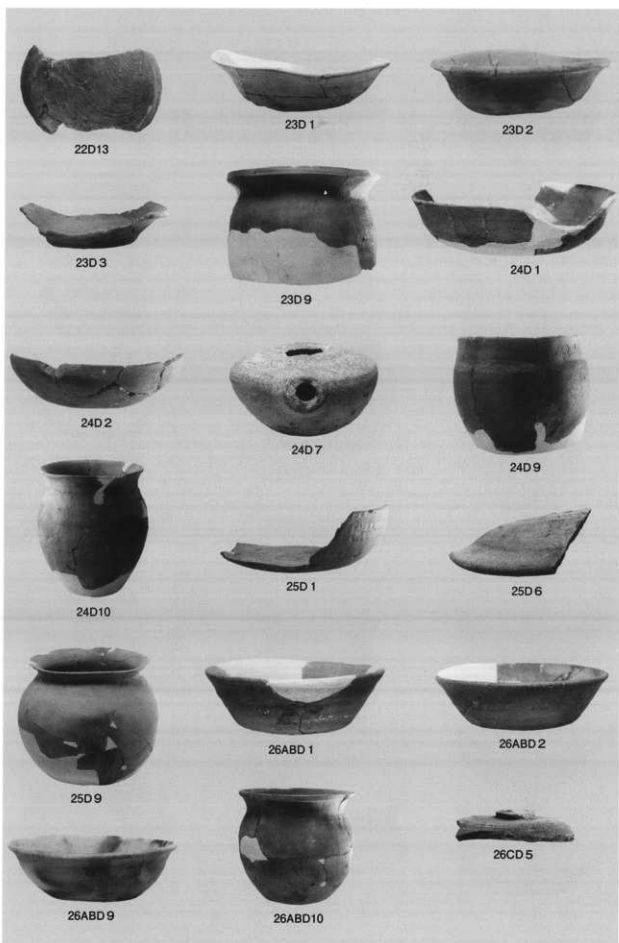 22D13
23D 1
23D 2
23D 3
23D 9
24D 1
24D 2
24D 7
24D 9
24D10
25D 1
25D 6
25D 9
26ABD 1
26ABD 2
26ABD 9
26ABD10
26CD 5